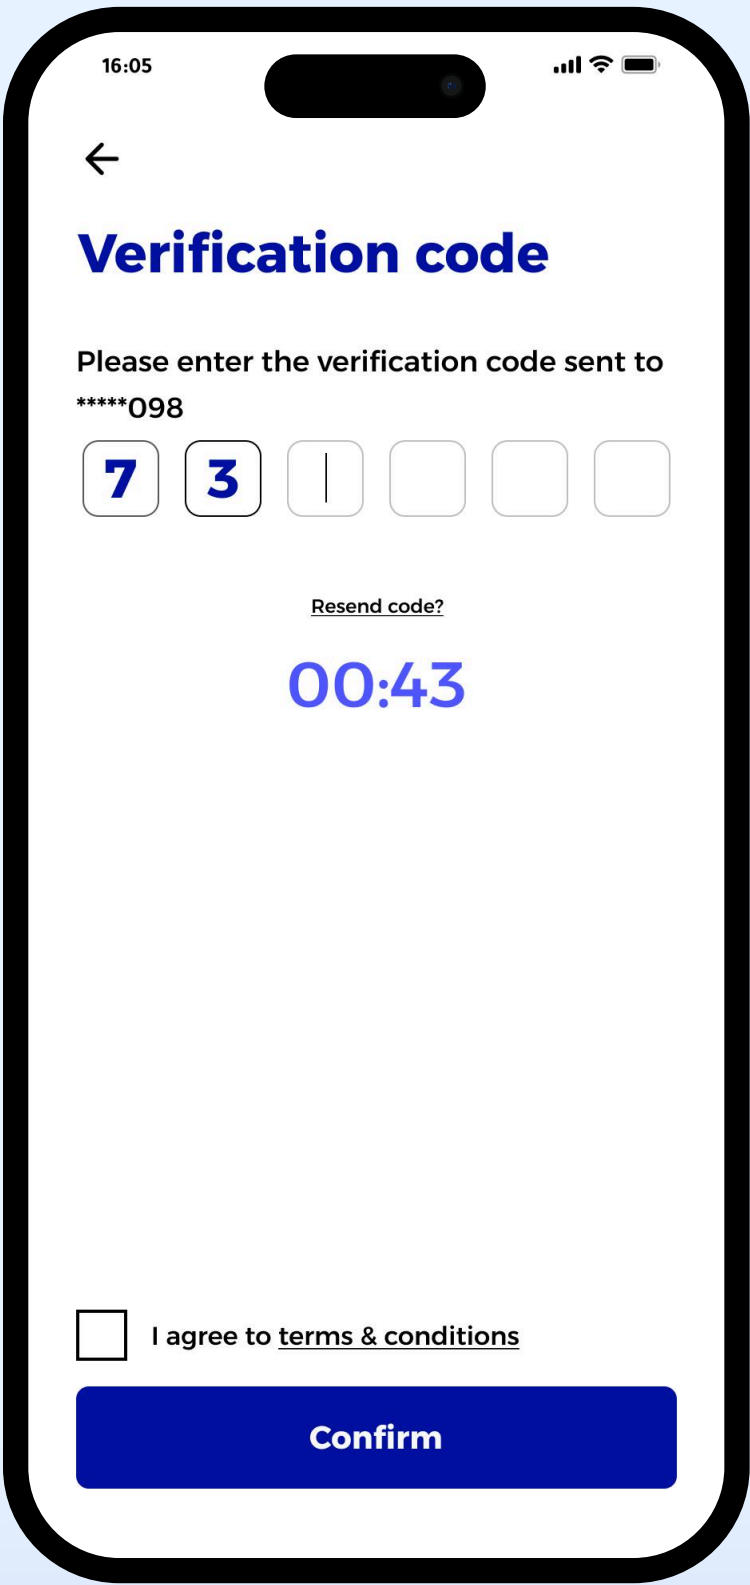 16:05
Verification code
Please enter the verification code sent to
*****098
7 3
Resend code?
00:43
I agree to terms & conditions
Confirm